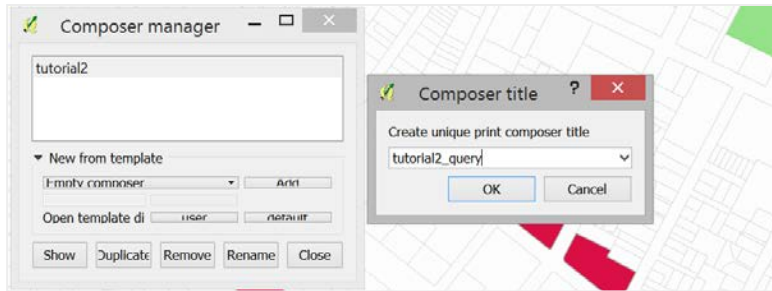 Composer manager
tutorial2
New from template
Empty composer
Add
Open template di
user
default
Show
Duplicate
Remove
Rename
Close
Composer title
?
Create unique print composer title
tutorial2_query
OK
Cancel